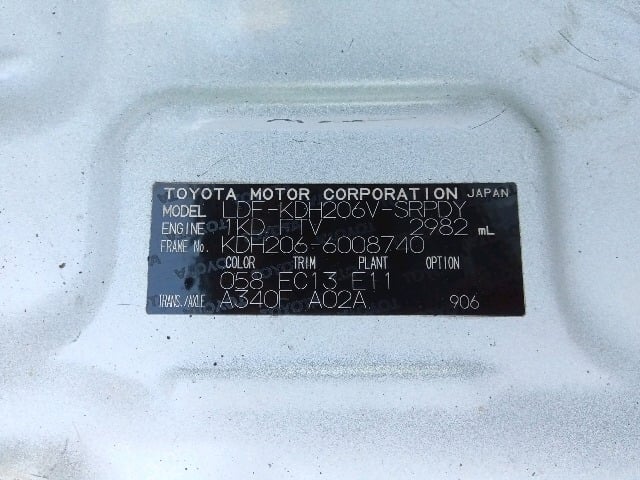 TOYOTA MOTOR CORPORATION JAPAN
MODEL LDF-KDH206V-SRPDY
ENGINE 1KD-FTV 2982 mL
FRAME No. KDH206-6008740
COLOR TRIM PLANT OPTION
058 EC13 E11
TRANS./AXLE A340F A02A 906